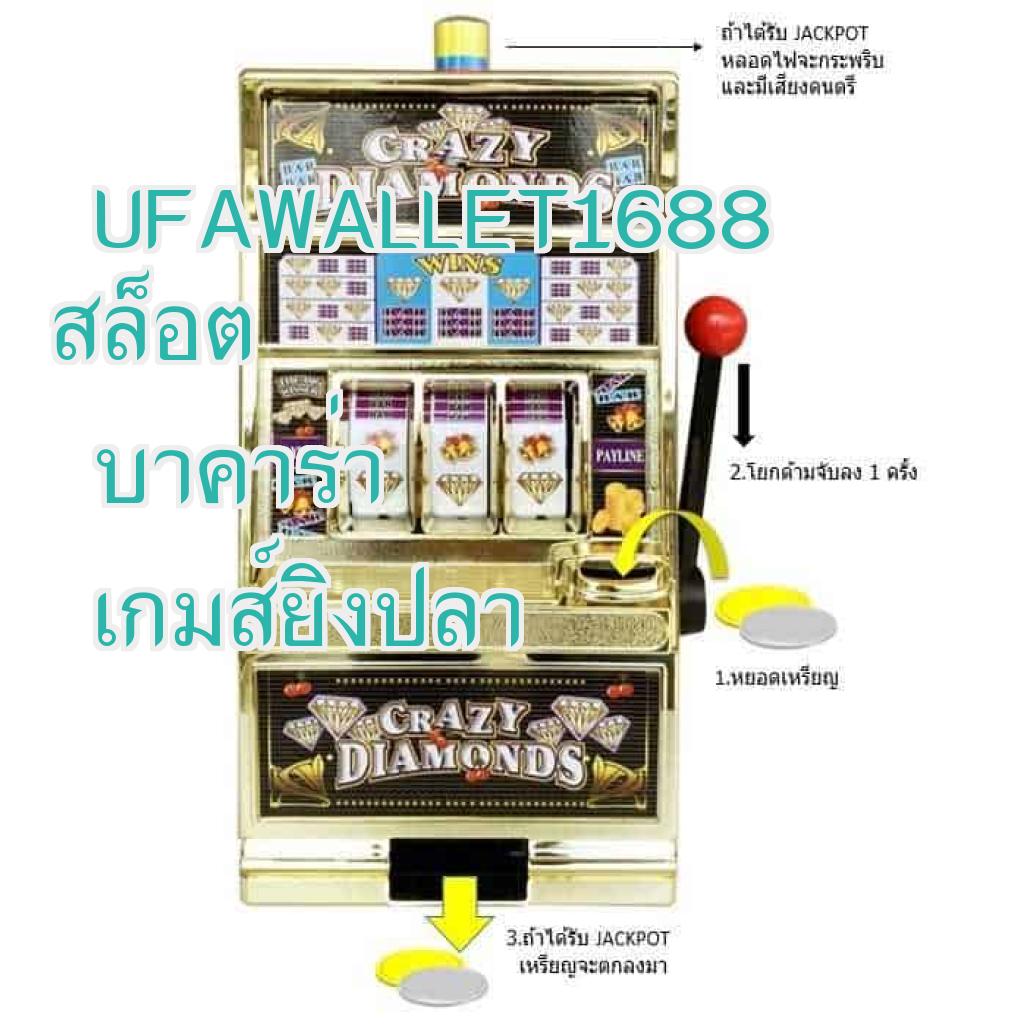 ถ้าได้รับ JACKPOT
หลอดไฟจะกระพริบ
และมีเสียงดนตรี
CRAZY
DIAMONDS
UFAWALLET1688
WINS
สล็อต
บาคาร่า
PAYLINE
2.โยกด้ามจับลง 1 ครั้ง
เกมส์ยิงปลา
1.หยอดเหรียญ
CRAZY
DIAMONDS
3.ถ้าได้รับ JACKPOT
เหรียญจะตกลงมา